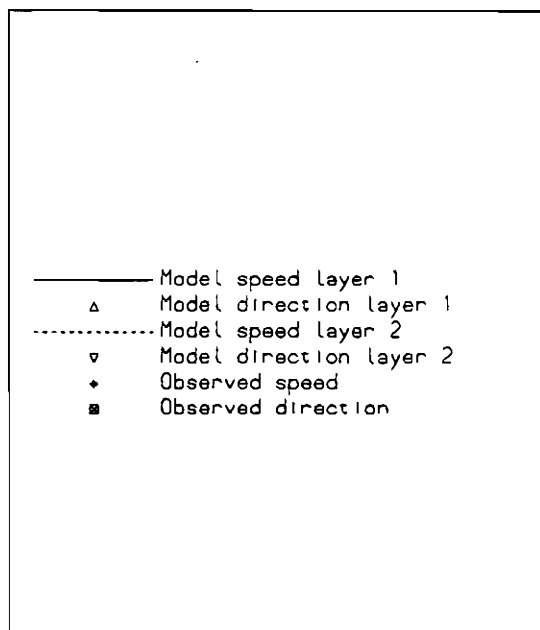 Model speed layer 1
Model direction layer 1
Model speed layer 2
Model direction layer 2
Observed speed
Observed direction